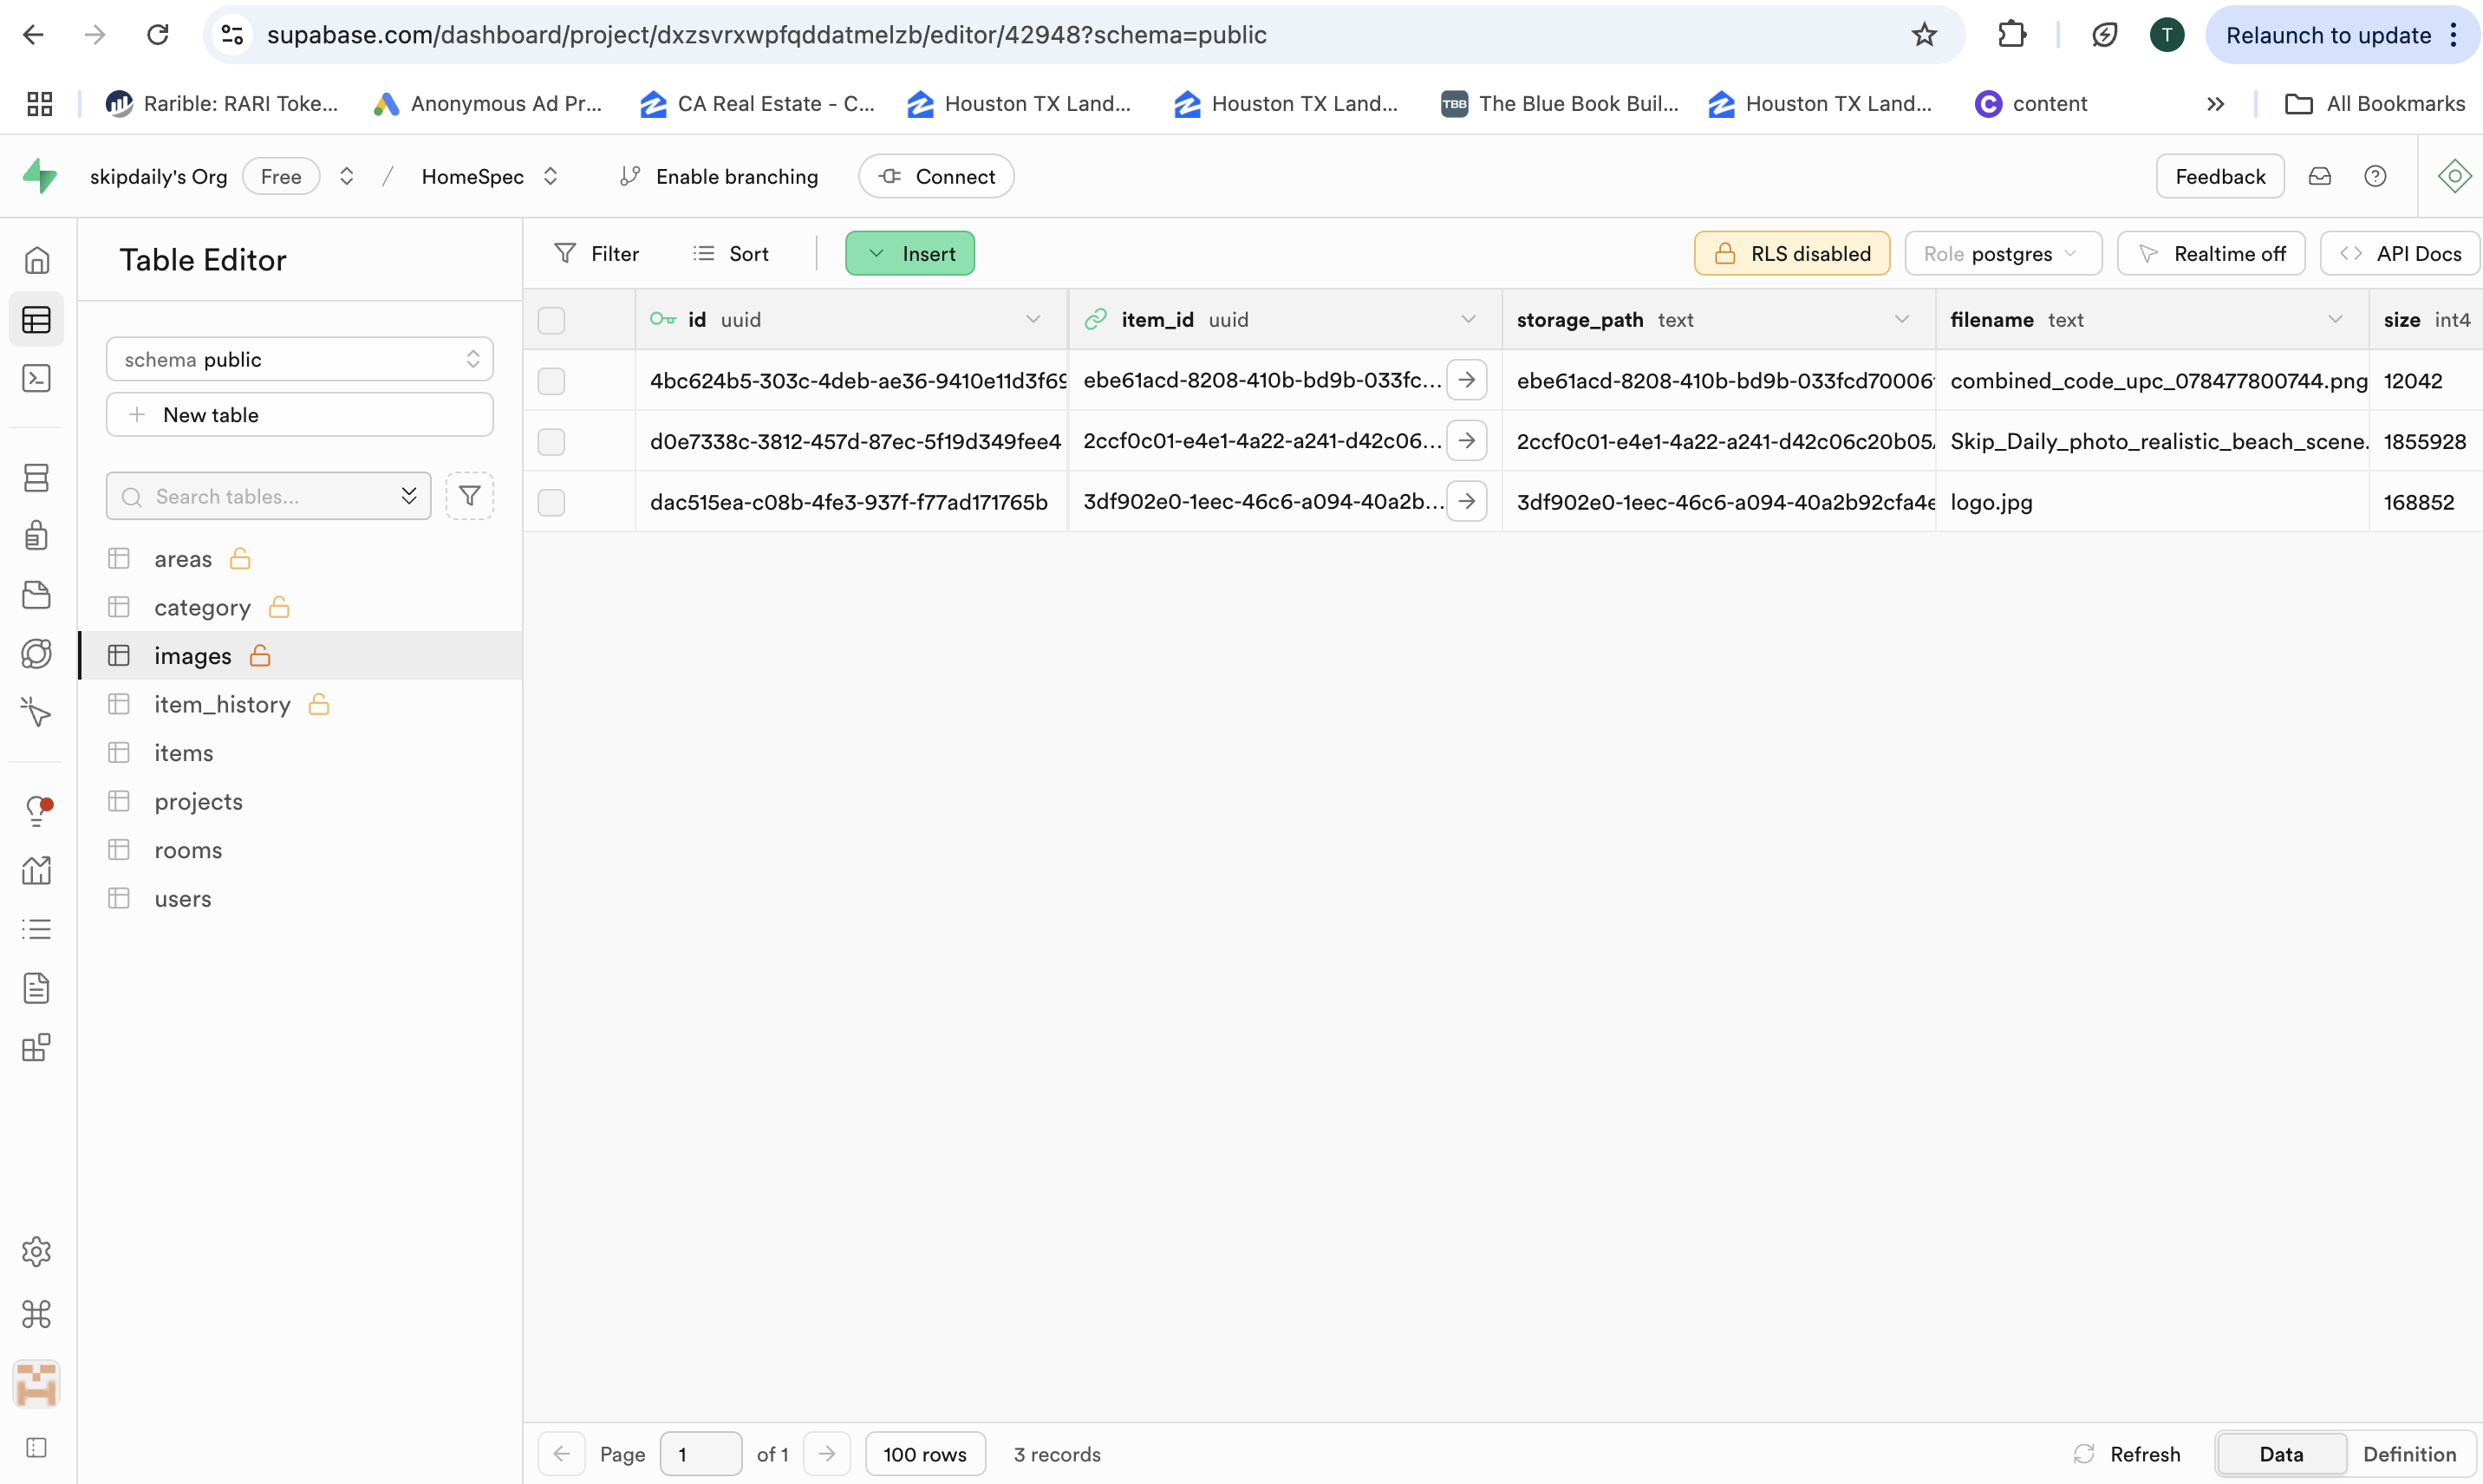 supabase.com/dashboard/project/dxzsvrxwpfqddatmelzb/editor/42948?schema=public
T
Relaunch to update
Rarible: RARI Toke...
Anonymous Ad Pr...
CA Real Estate - C...
Houston TX Land...
Houston TX Land...
TBB
The Blue Book Buil...
Houston TX Land...
content
All Bookmarks
skipdaily's Org
Free
/
HomeSpec
Enable branching
Connect
Feedback
Table Editor
Filter
Sort
Insert
RLS disabled
Role postgres
Realtime off
API Docs
schema public
New table
Search tables...
areas
category
images
item_history
items
projects
rooms
users
id uuid
item_id uuid
storage_path text
filename text
size int4
4bc624b5-303c-4deb-ae36-9410e11d3f69
ebe61acd-8208-410b-bd9b-033fc...
ebe61acd-8208-410b-bd9b-033fcd70006
combined_code_upc_078477800744.png
12042
d0e7338c-3812-457d-87ec-5f19d349fee4
2ccf0c01-e4e1-4a22-a241-d42c06...
2ccf0c01-e4e1-4a22-a241-d42c06c20b05/
Skip_Daily_photo_realistic_beach_scene.
1855928
dac515ea-c08b-4fe3-937f-f77ad171765b
3df902e0-1eec-46c6-a094-40a2b...
3df902e0-1eec-46c6-a094-40a2b92cfa4e
logo.jpg
168852
Page
1
of 1
100 rows
3 records
Refresh
Data
Definition